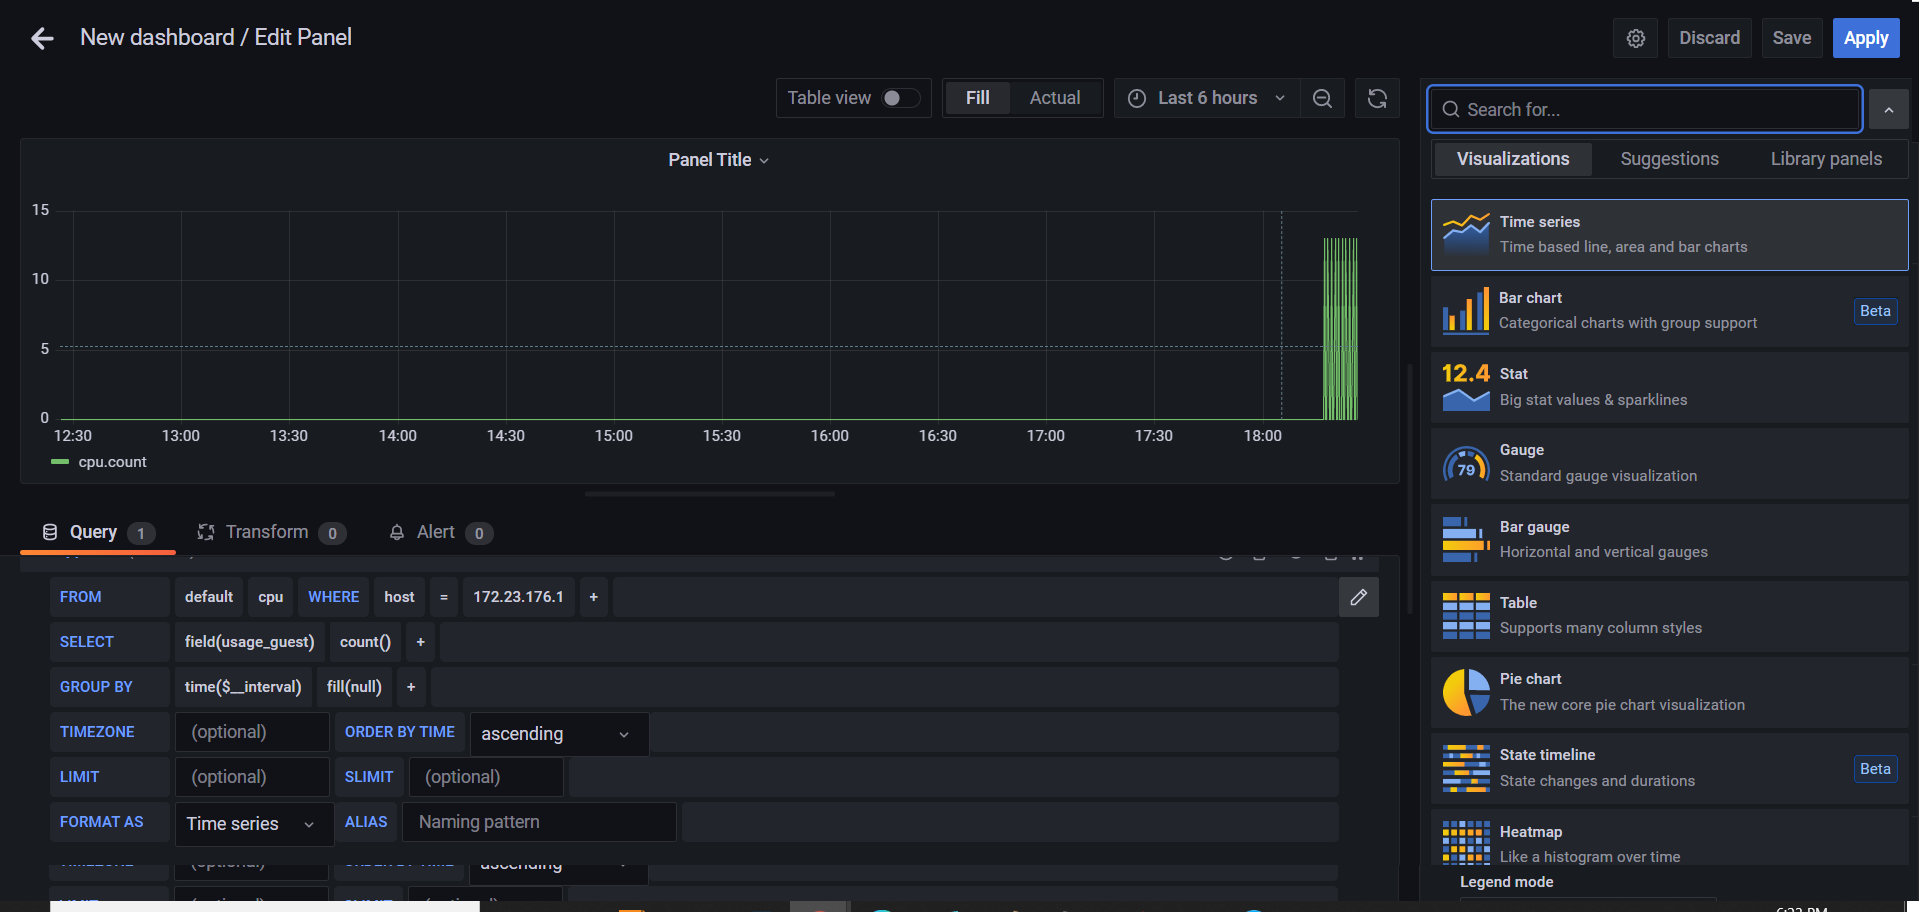 New dashboard / Edit Panel
Discard
Save
Apply
Table view
Fill
Actual
Last 6 hours
Search for...
Visualizations
Suggestions
Library panels
Panel Title
15
10
5
0
12:30
13:00
13:30
14:00
14:30
15:00
15:30
16:00
16:30
17:00
17:30
18:00
cpu.count
Query 1
Transform 0
Alert 0
FROM default cpu WHERE host = 172.23.176.1 +
SELECT field(usage_guest) count() +
GROUP BY time($__interval) fill(null) +
TIMEZONE (optional) ORDER BY TIME ascending
LIMIT (optional) SLIMIT (optional)
FORMAT AS Time series ALIAS Naming pattern
TIMEZONE (optional) ORDER BY TIME ascending
Time series
Time based line, area and bar charts
Bar chart
Categorical charts with group support
Beta
12.4
Stat
Big stat values & sparklines
79
Gauge
Standard gauge visualization
Bar gauge
Horizontal and vertical gauges
Table
Supports many column styles
Pie chart
The new core pie chart visualization
State timeline
State changes and durations
Beta
Heatmap
Like a histogram over time
Legend mode